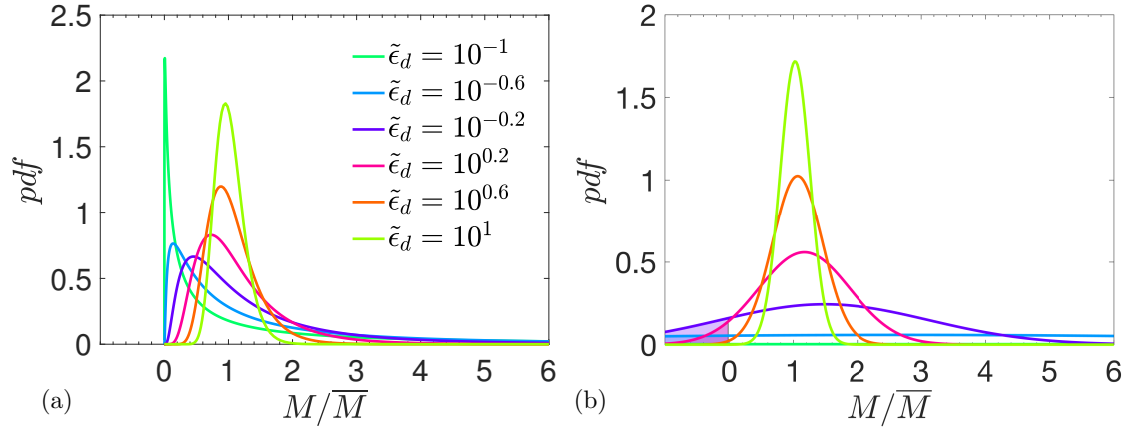 2.5
2
1.5
1
0.5
0
pdf
0 1 2 3 4 5 6
M/M̅
(a)
ϵ̃_d = 10^{-1}
ϵ̃_d = 10^{-0.6}
ϵ̃_d = 10^{-0.2}
ϵ̃_d = 10^{0.2}
ϵ̃_d = 10^{0.6}
ϵ̃_d = 10^{1}
2
1.5
1
0.5
0
pdf
0 1 2 3 4 5 6
M/M̅
(b)